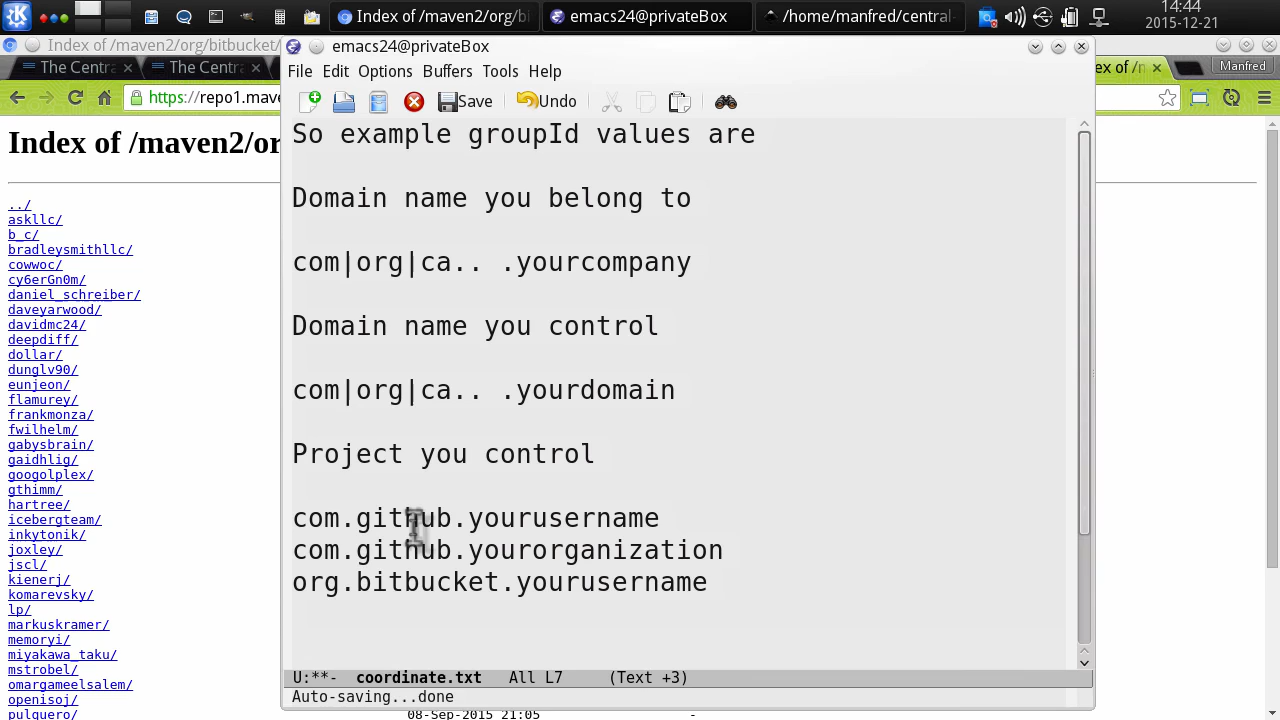 Index of /maven2/org/bi
emacs24@privateBox
/home/manfred/central-
14:44
2015-12-21
Index of /maven2/org/bitbucket/
The Centra
The Centra
ex of /n
Manfred
https://repo1.mave
Index of /maven2/or
../
askllc/
b_c/
bradleysmithllc/
cowwoc/
cy6erGn0m/
daniel_schreiber/
daveyarwood/
davidmc24/
deepdiff/
dollar/
dunglv90/
eunjeon/
flamurey/
frankmonza/
fwilhelm/
gabysbrain/
gaidhlig/
googolplex/
gthimm/
hartree/
icebergteam/
inkytonik/
joxley/
jscl/
kienerj/
komarevsky/
lp/
markuskramer/
memoryi/
miyakawa_taku/
mstrobel/
omargameelsalem/
openisoj/
pulquero/
08-Sep-2015 21:05 -
emacs24@privateBox
File Edit Options Buffers Tools Help
Save Undo
So example groupId values are
Domain name you belong to
com|org|ca.. .yourcompany
Domain name you control
com|org|ca.. .yourdomain
Project you control
com.github.yourusername
com.github.yourorganization
org.bitbucket.yourusername
U:**- coordinate.txt All L7 (Text +3)
Auto-saving...done